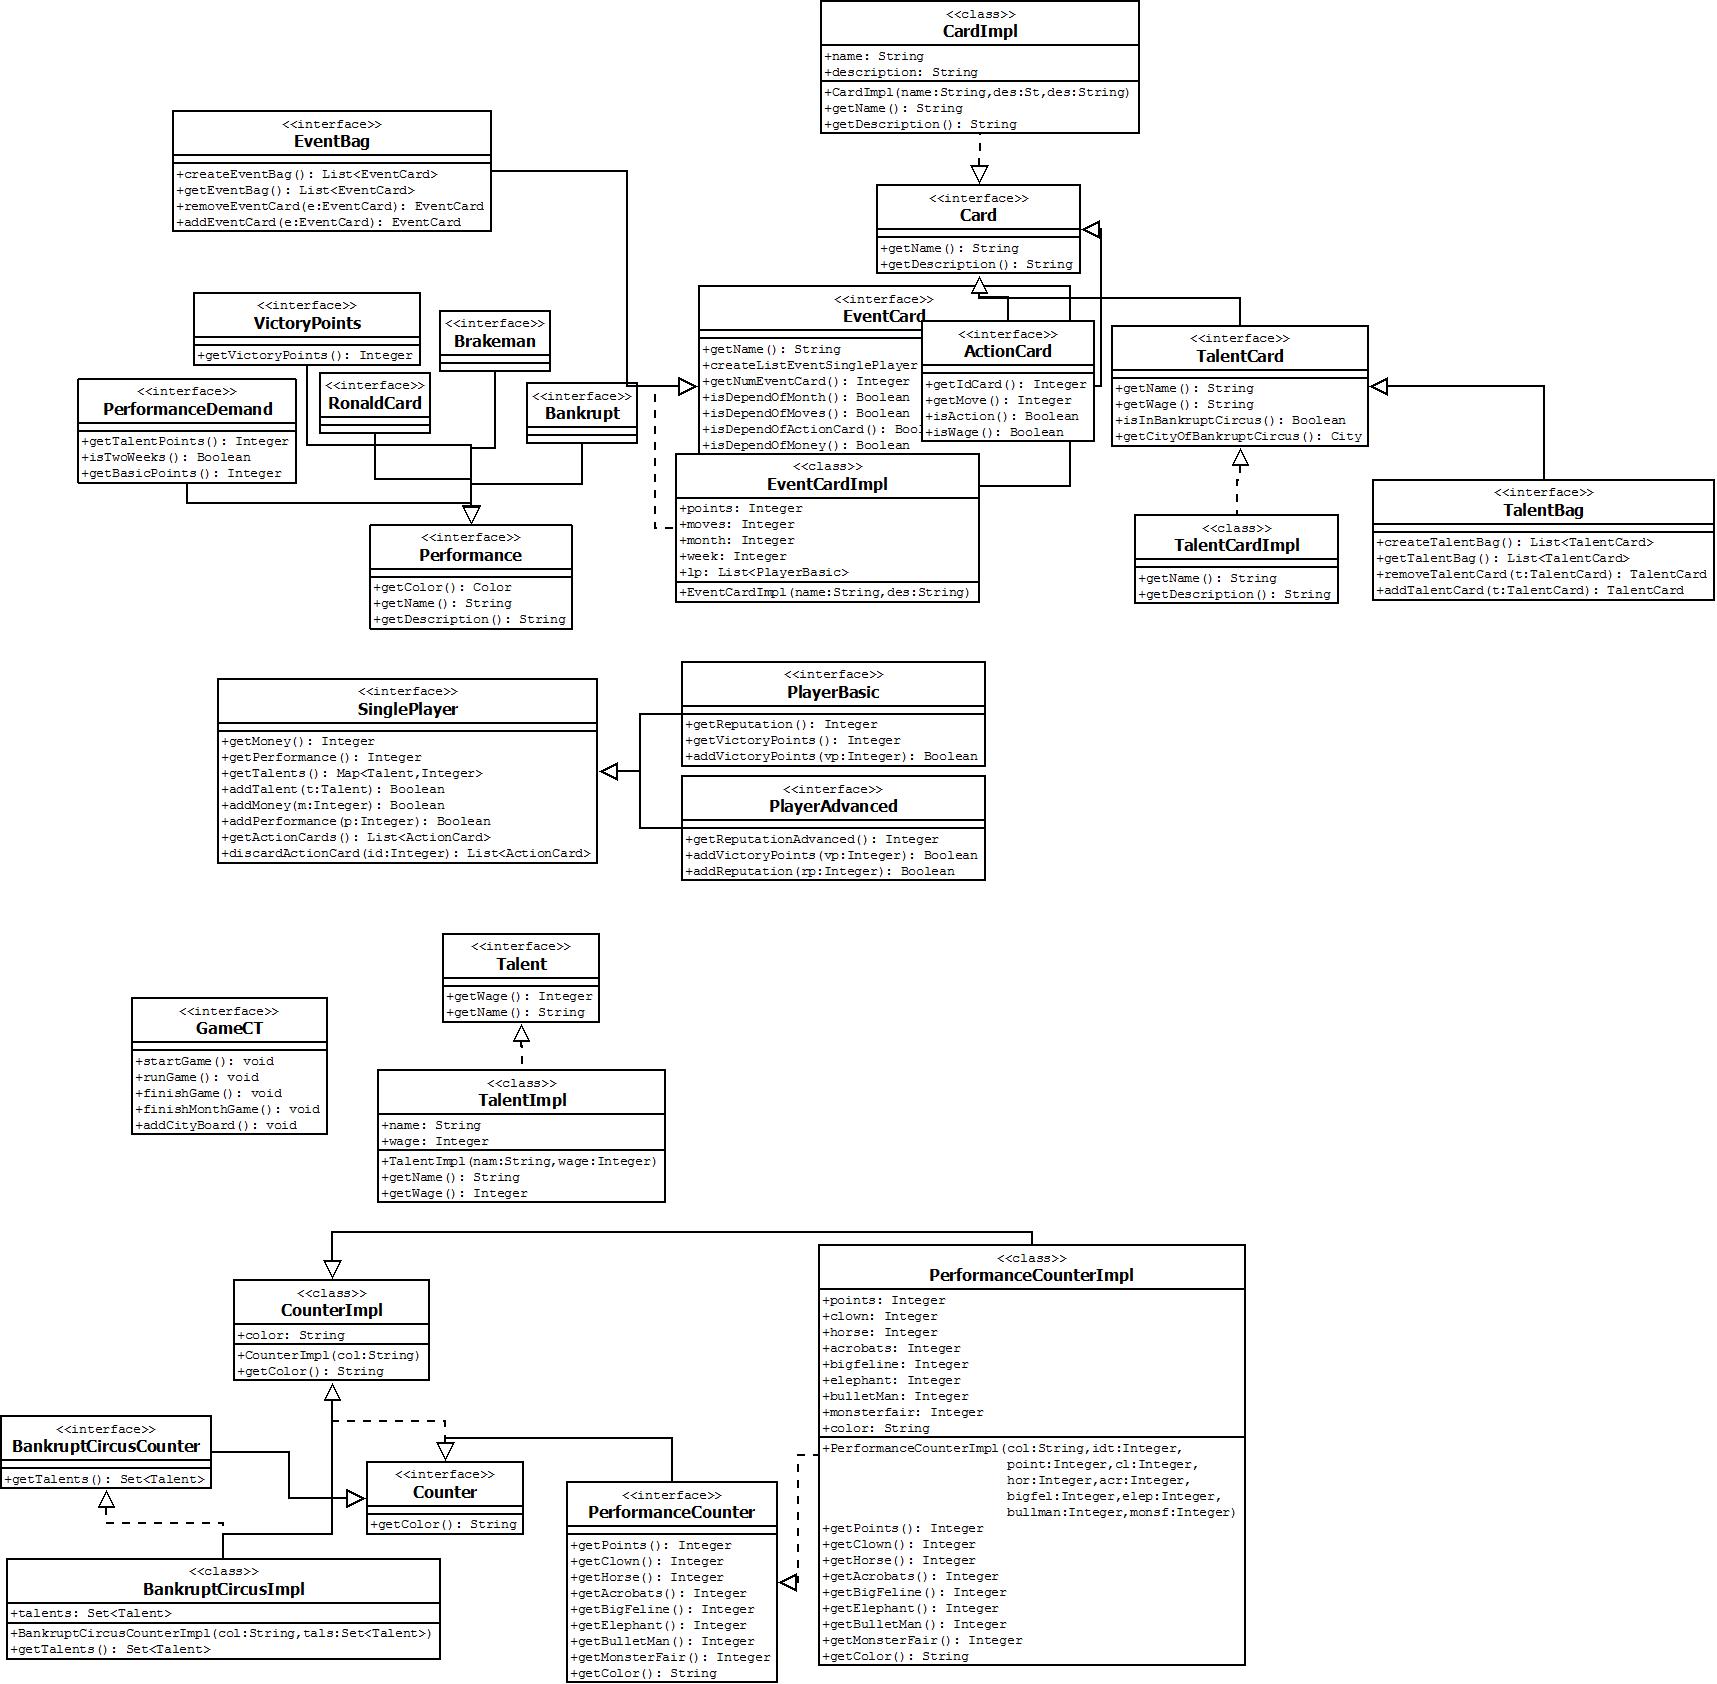 <<class>>
CardImpl
+name: String
+description: String
+CardImpl(name:String,des:St,des:String)
+getName(): String
+getDescription(): String
<<interface>>
EventBag
+createEventBag(): List<EventCard>
+getEventBag(): List<EventCard>
+removeEventCard(e:EventCard): EventCard
+addEventCard(e:EventCard): EventCard
<<interface>>
Card
+getName(): String
+getDescription(): String
<<interface>>
VictoryPoints
+getVictoryPoints(): Integer
<<interface>>
Brakeman
<<interface>>
PerformanceDemand
+getTalentPoints(): Integer
+isTwoWeeks(): Boolean
+getBasicPoints(): Integer
<<interface>>
RonaldCard
<<interface>>
Bankrupt
<<interface>>
Performance
+getColor(): Color
+getName(): String
+getDescription(): String
<<interface>>
EventCard
+getName(): String
+createListEventSinglePlayer
+getNumEventCard(): Integer
+isDependOfMonth(): Boolean
+isDependOfMoves(): Boolean
+isDependOfActionCard(): Bool
+isDependOfMoney(): Boolean
<<interface>>
ActionCard
+getIdCard(): Integer
+getMove(): Integer
+isAction(): Boolean
+isWage(): Boolean
<<class>>
EventCardImpl
+points: Integer
+moves: Integer
+month: Integer
+week: Integer
+lp: List<PlayerBasic>
+EventCardImpl(name:String,des:String)
<<interface>>
TalentCard
+getName(): String
+getWage(): String
+isInBankruptCircus(): Boolean
+getCityOfBankruptCircus(): City
<<class>>
TalentCardImpl
+getName(): String
+getDescription(): String
<<interface>>
TalentBag
+createTalentBag(): List<TalentCard>
+getTalentBag(): List<TalentCard>
+removeTalentCard(t:TalentCard): TalentCard
+addTalentCard(t:TalentCard): TalentCard
<<interface>>
SinglePlayer
+getMoney(): Integer
+getPerformance(): Integer
+getTalents(): Map<Talent,Integer>
+addTalent(t:Talent): Boolean
+addMoney(m:Integer): Boolean
+addPerformance(p:Integer): Boolean
+getActionCards(): List<ActionCard>
+discardActionCard(id:Integer): List<ActionCard>
<<interface>>
PlayerBasic
+getReputation(): Integer
+getVictoryPoints(): Integer
+addVictoryPoints(vp:Integer): Boolean
<<interface>>
PlayerAdvanced
+getReputationAdvanced(): Integer
+addVictoryPoints(vp:Integer): Boolean
+addReputation(rp:Integer): Boolean
<<interface>>
Talent
+getWage(): Integer
+getName(): String
<<interface>>
GameCT
+startGame(): void
+runGame(): void
+finishGame(): void
+finishMonthGame(): void
+addCityBoard(): void
<<class>>
TalentImpl
+name: String
+wage: Integer
+TalentImpl(nam:String,wage:Integer)
+getName(): String
+getWage(): Integer
<<class>>
CounterImpl
+color: String
+CounterImpl(col:String)
+getColor(): String
<<interface>>
BankruptCircusCounter
+getTalents(): Set<Talent>
<<interface>>
Counter
+getColor(): String
<<class>>
BankruptCircusImpl
+talents: Set<Talent>
+BankruptCircusCounterImpl(col:String,tals:Set<Talent>)
+getTalents(): Set<Talent>
<<interface>>
PerformanceCounter
+getPoints(): Integer
+getClown(): Integer
+getHorse(): Integer
+getAcrobats(): Integer
+getBigFeline(): Integer
+getElephant(): Integer
+getBulletMan(): Integer
+getMonsterFair(): Integer
+getColor(): String
<<class>>
PerformanceCounterImpl
+points: Integer
+clown: Integer
+horse: Integer
+acrobats: Integer
+bigfeline: Integer
+elephant: Integer
+bulletMan: Integer
+monsterfair: Integer
+color: String
+PerformanceCounterImpl(col:String,idt:Integer,
point:Integer,cl:Integer,
hor:Integer,acr:Integer,
bigfel:Integer,elep:Integer,
bullman:Integer,monsf:Integer)
+getPoints(): Integer
+getClown(): Integer
+getHorse(): Integer
+getAcrobats(): Integer
+getBigFeline(): Integer
+getElephant(): Integer
+getBulletMan(): Integer
+getMonsterFair(): Integer
+getColor(): String